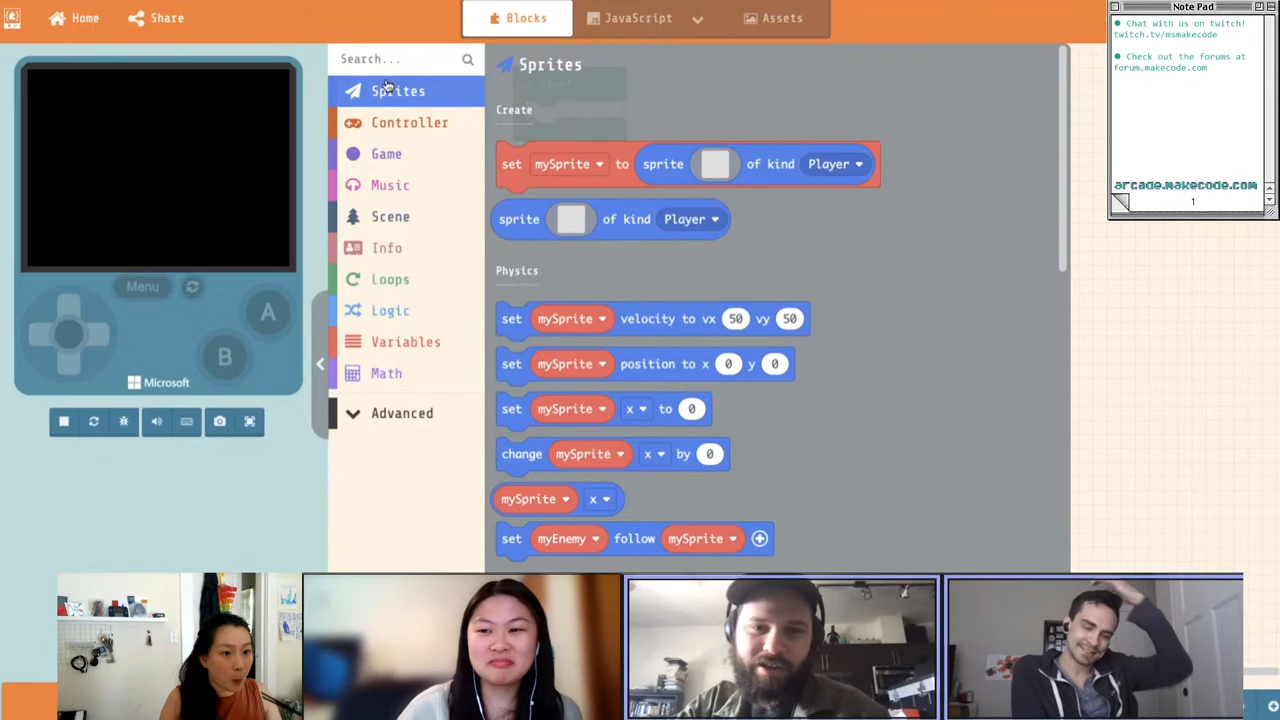 Home
Share
Blocks
JavaScript
Assets
Note Pad
● Chat with us on twitch!
twitch.tv/msmakecode
● Check out the forums at
forum.makecode.com
arcade.makecode.com
1
Menu
A
B
Microsoft
Search...
Sprites
Controller
Game
Music
Scene
Info
Loops
Logic
Variables
Math
Advanced
Sprites
Create
set mySprite to sprite of kind Player
sprite of kind Player
Physics
set mySprite velocity to vx 50 vy 50
set mySprite position to x 0 y 0
set mySprite x to 0
change mySprite x by 0
mySprite x
set myEnemy follow mySprite